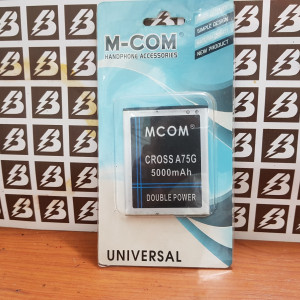 SIMPLE DESIGN
NEW PRODUCT
M-COM®
HANDPHONE ACCESSORIES
MCOM®
CROSS A75G
5000mAh
DOUBLE POWER
UNIVERSAL